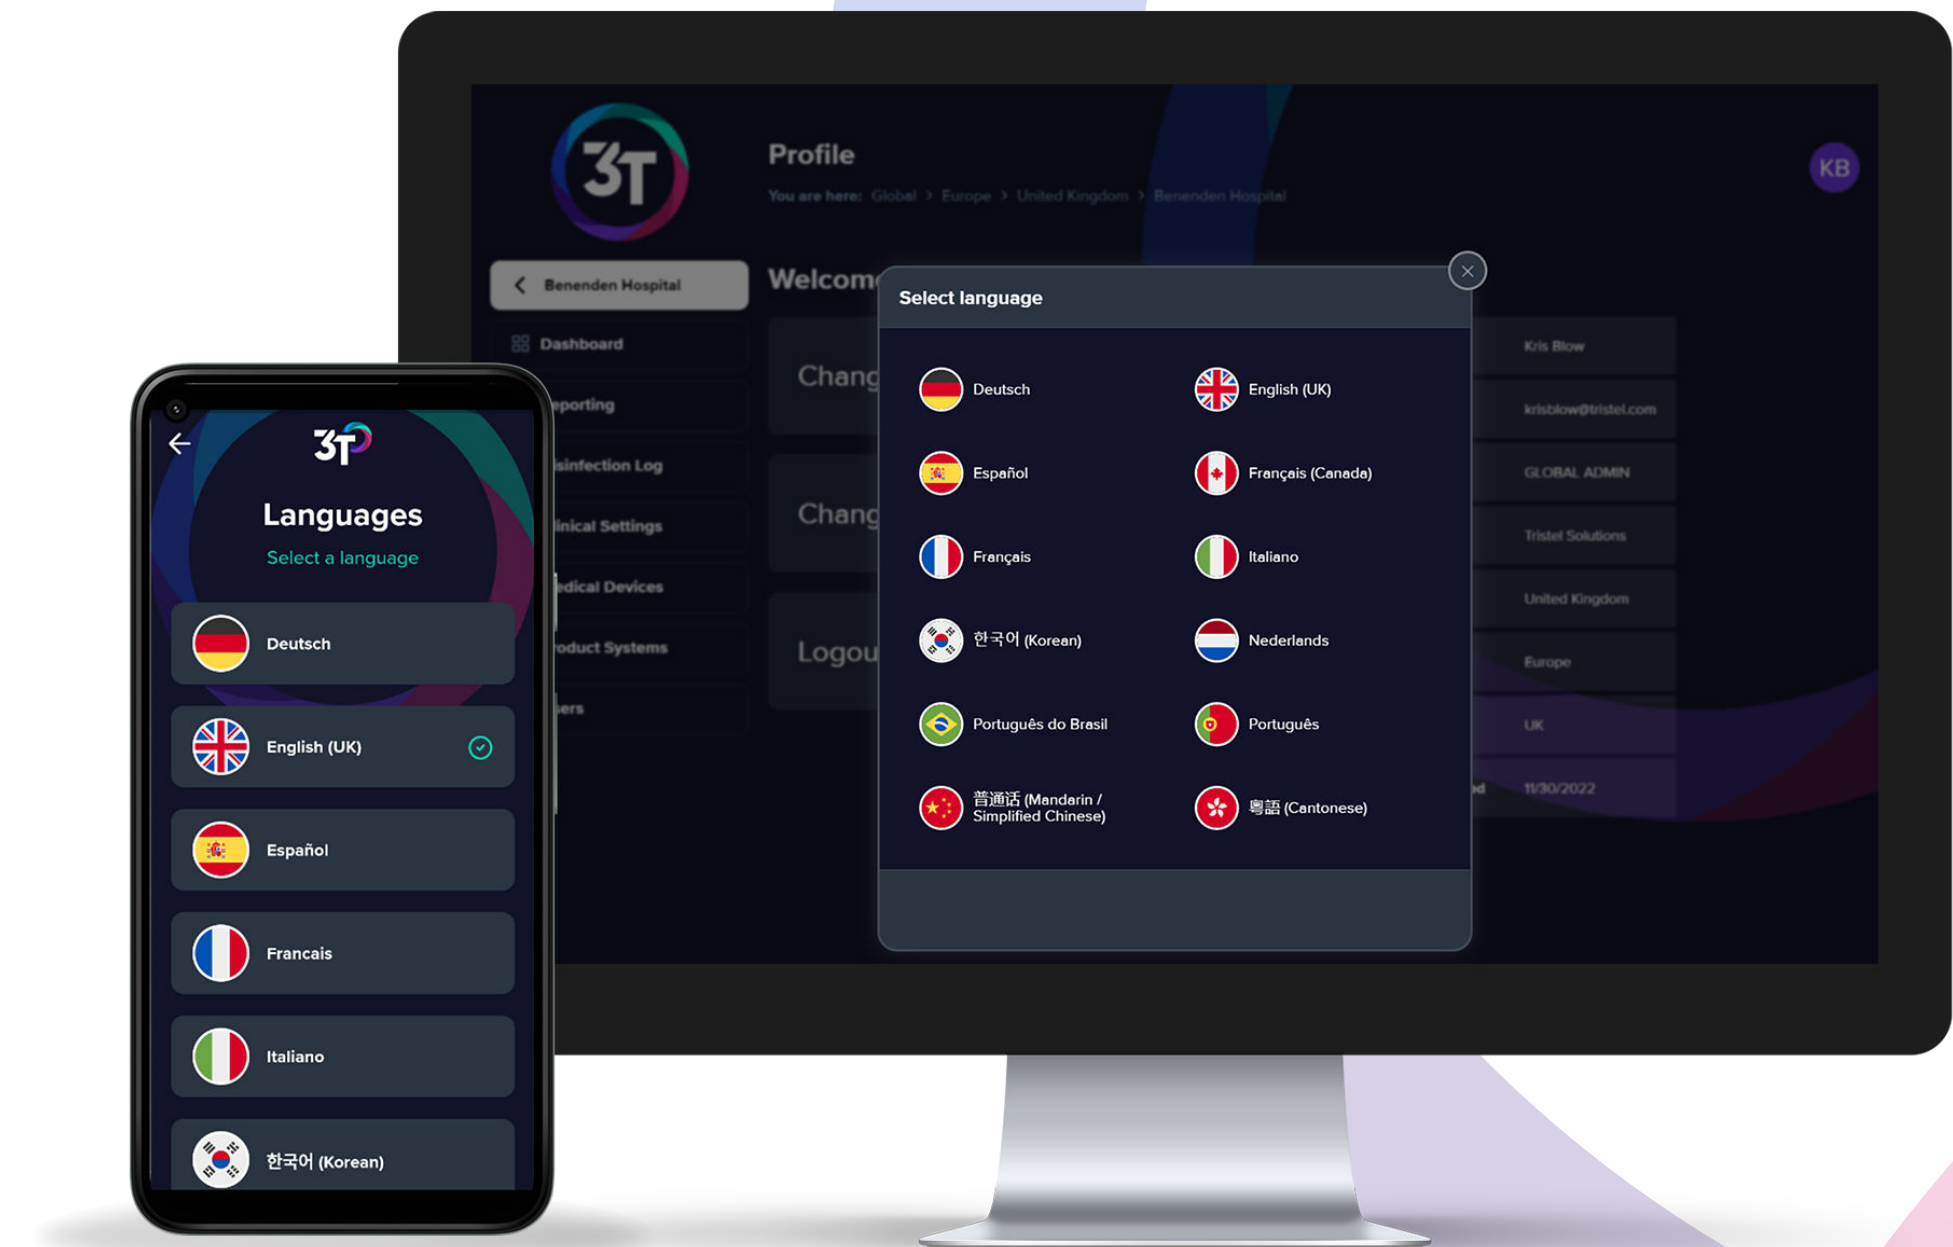 3T
Profile
KB
You are here: Global > Europe > United Kingdom > Benenden Hospital
Benenden Hospital
Dashboard
Welcom
Chang
Chang
Logou
eporting
sinfection Log
inical Settings
edical Devices
oduct Systems
sers
Select language
Deutsch
English (UK)
Español
Français (Canada)
Français
Italiano
한국어 (Korean)
Nederlands
Português do Brasil
Português
普通话 (Mandarin /
Simplified Chinese)
粵語 (Cantonese)
Kris Blow
krisblow@tristel.com
GLOBAL ADMIN
Tristel Solutions
United Kingdom
Europe
UK
ed 11/30/2022
3T
Languages
Select a language
Deutsch
English (UK)
Español
Francais
Italiano
한국어 (Korean)